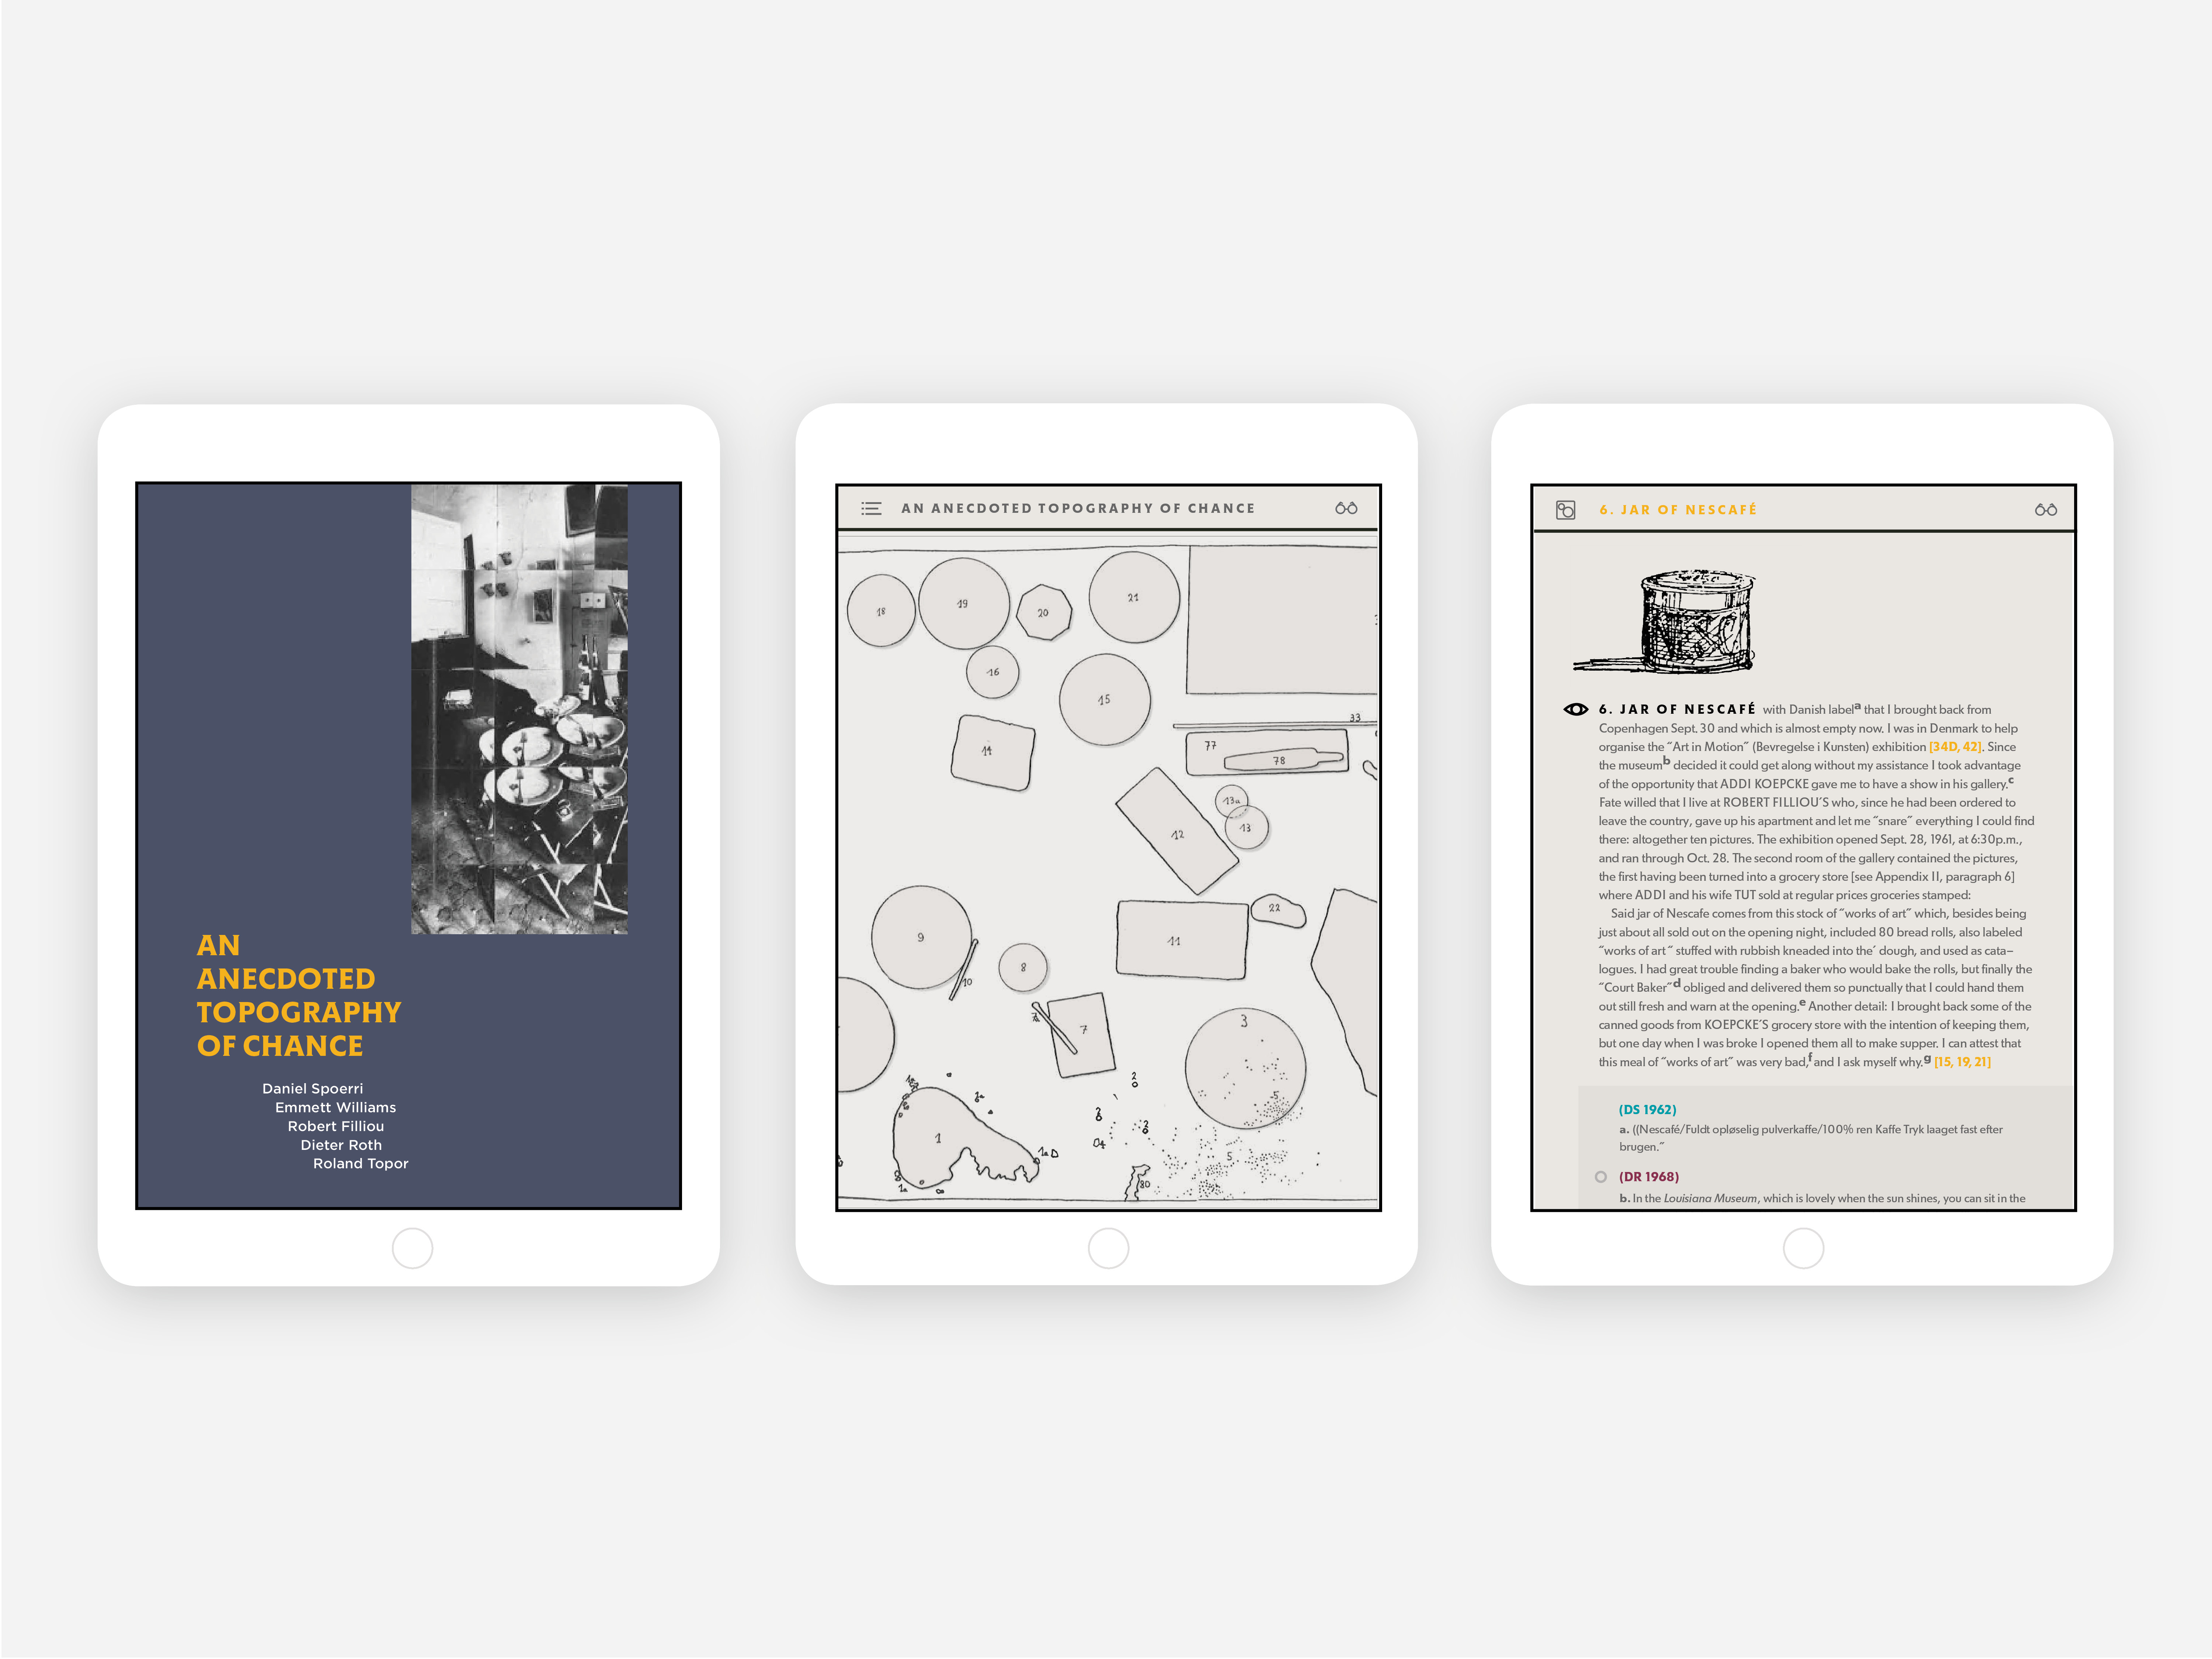 AN
ANECDOTED
TOPOGRAPHY
OF CHANCE
Daniel Spoerri
Emmett Williams
Robert Filliou
Dieter Roth
Roland Topor
AN ANECDOTED TOPOGRAPHY OF CHANCE
18
19
20
21
16
15
14
33
77
78
13a
13
12
9
10
8
11
22
7
3
5
2
2
2
1
1a
5
80
6. JAR OF NESCAFÉ
6. JAR OF NESCAFÉ with Danish labelᵃ that I brought back from
Copenhagen Sept. 30 and which is almost empty now. I was in Denmark to help
organise the "Art in Motion" (Bevregelse i Kunsten) exhibition [34D, 42]. Since
the museumᵇ decided it could get along without my assistance I took advantage
of the opportunity that ADDI KOEPCKE gave me to have a show in his gallery.ᶜ
Fate willed that I live at ROBERT FILLIOU'S who, since he had been ordered to
leave the country, gave up his apartment and let me "snare" everything I could find
there: altogether ten pictures. The exhibition opened Sept. 28, 1961, at 6:30p.m.,
and ran through Oct. 28. The second room of the gallery contained the pictures,
the first having been turned into a grocery store [see Appendix II, paragraph 6]
where ADDI and his wife TUT sold at regular prices groceries stamped:
Said jar of Nescafe comes from this stock of "works of art" which, besides being
just about all sold out on the opening night, included 80 bread rolls, also labeled
"works of art" stuffed with rubbish kneaded into the' dough, and used as cata–
logues. I had great trouble finding a baker who would bake the rolls, but finally the
"Court Baker"ᵈ obliged and delivered them so punctually that I could hand them
out still fresh and warn at the opening.ᵉ Another detail: I brought back some of the
canned goods from KOEPCKE'S grocery store with the intention of keeping them,
but one day when I was broke I opened them all to make supper. I can attest that
this meal of "works of art" was very bad,ᶠ and I ask myself why.ᵍ [15, 19, 21]
(DS 1962)
a. ((Nescafé/Fuldt opløselig pulverkaffe/100% ren Kaffe Tryk laaget fast efter
brugen."
(DR 1968)
b. In the Louisiana Museum, which is lovely when the sun shines, you can sit in the